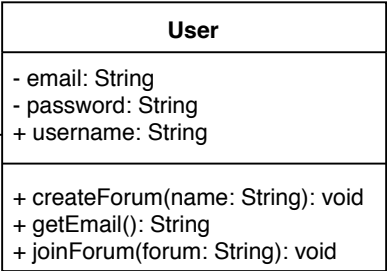 User
- email: String
- password: String
+ username: String
+ createForum(name: String): void
+ getEmail(): String
+ joinForum(forum: String): void